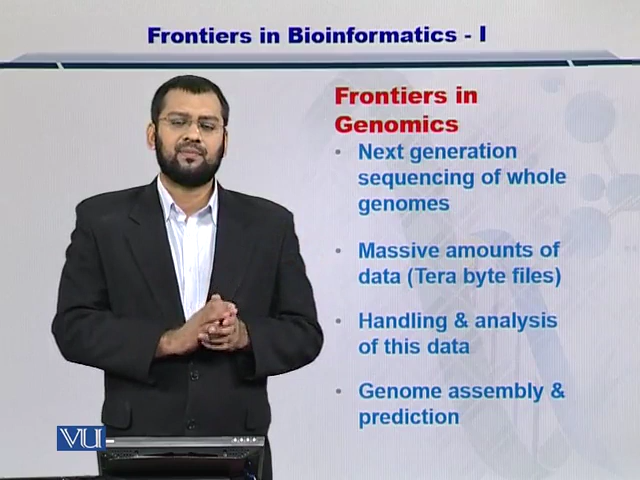 Frontiers in Bioinformatics - I
Frontiers in
Genomics
• Next generation
sequencing of whole
genomes
• Massive amounts of
data (Tera byte files)
• Handling & analysis
of this data
• Genome assembly &
prediction
VU